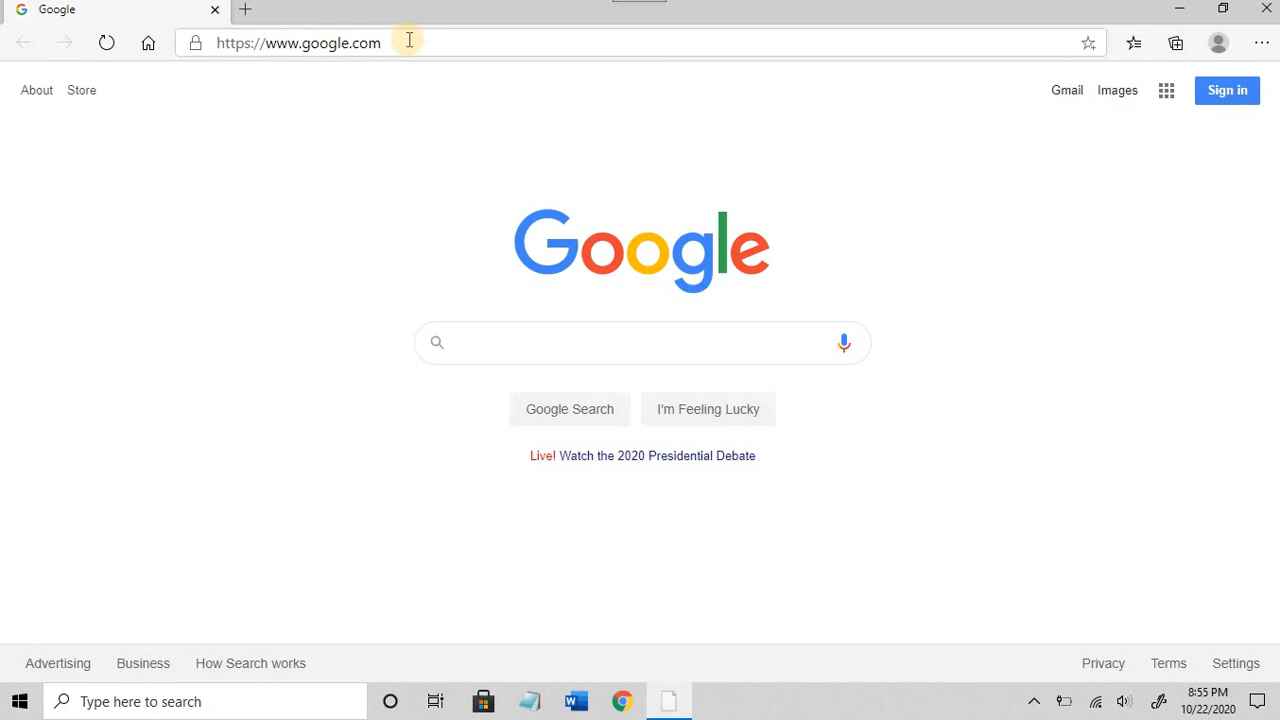 Google
https://www.google.com
About Store
Gmail Images Sign in
Google
Google Search I'm Feeling Lucky
Live! Watch the 2020 Presidential Debate
Advertising Business How Search works
Privacy Terms Settings
Type here to search
8:55 PM
10/22/2020